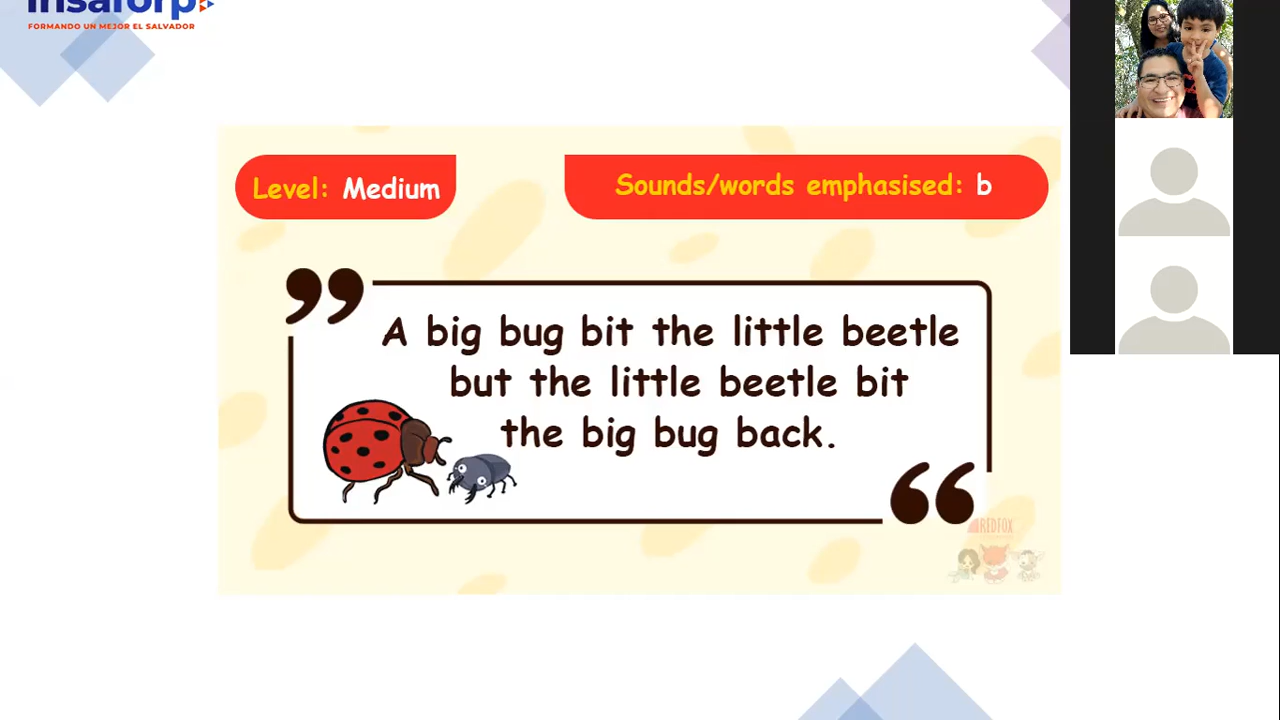 Insaforp
FORMANDO UN MEJOR EL SALVADOR
Level: Medium
Sounds/words emphasised: b
A big bug bit the little beetle
but the little beetle bit
the big bug back.
REDFOX